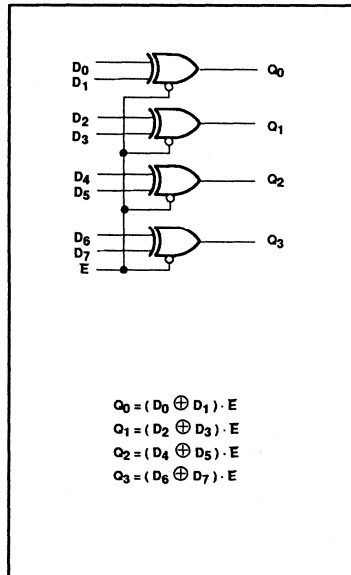 D₀
D₁
Q₀
D₂
D₃
Q₁
D₄
D₅
Q₂
D₆
D₇
Q₃
E̅
Q₀ = ( D₀ ⊕ D₁ ) · E̅
Q₁ = ( D₂ ⊕ D₃ ) · E̅
Q₂ = ( D₄ ⊕ D₅ ) · E̅
Q₃ = ( D₆ ⊕ D₇ ) · E̅